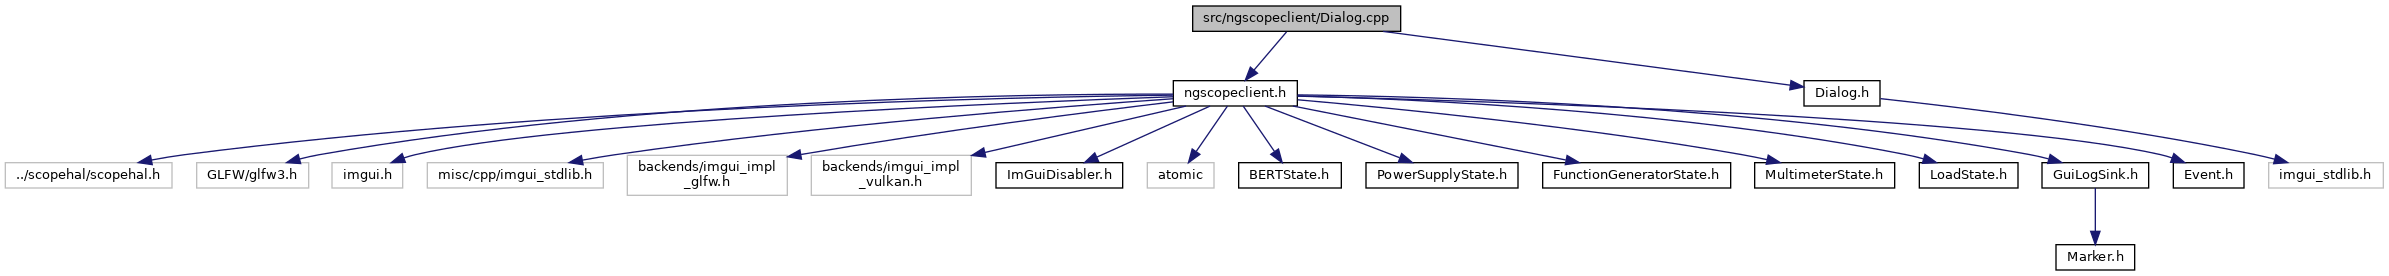 src/ngscopeclient/Dialog.cpp
ngscopeclient.h
Dialog.h
../scopehal/scopehal.h
GLFW/glfw3.h
imgui.h
misc/cpp/imgui_stdlib.h
backends/imgui_impl
_glfw.h
backends/imgui_impl
_vulkan.h
ImGuiDisabler.h
atomic
BERTState.h
PowerSupplyState.h
FunctionGeneratorState.h
MultimeterState.h
LoadState.h
GuiLogSink.h
Event.h
imgui_stdlib.h
Marker.h